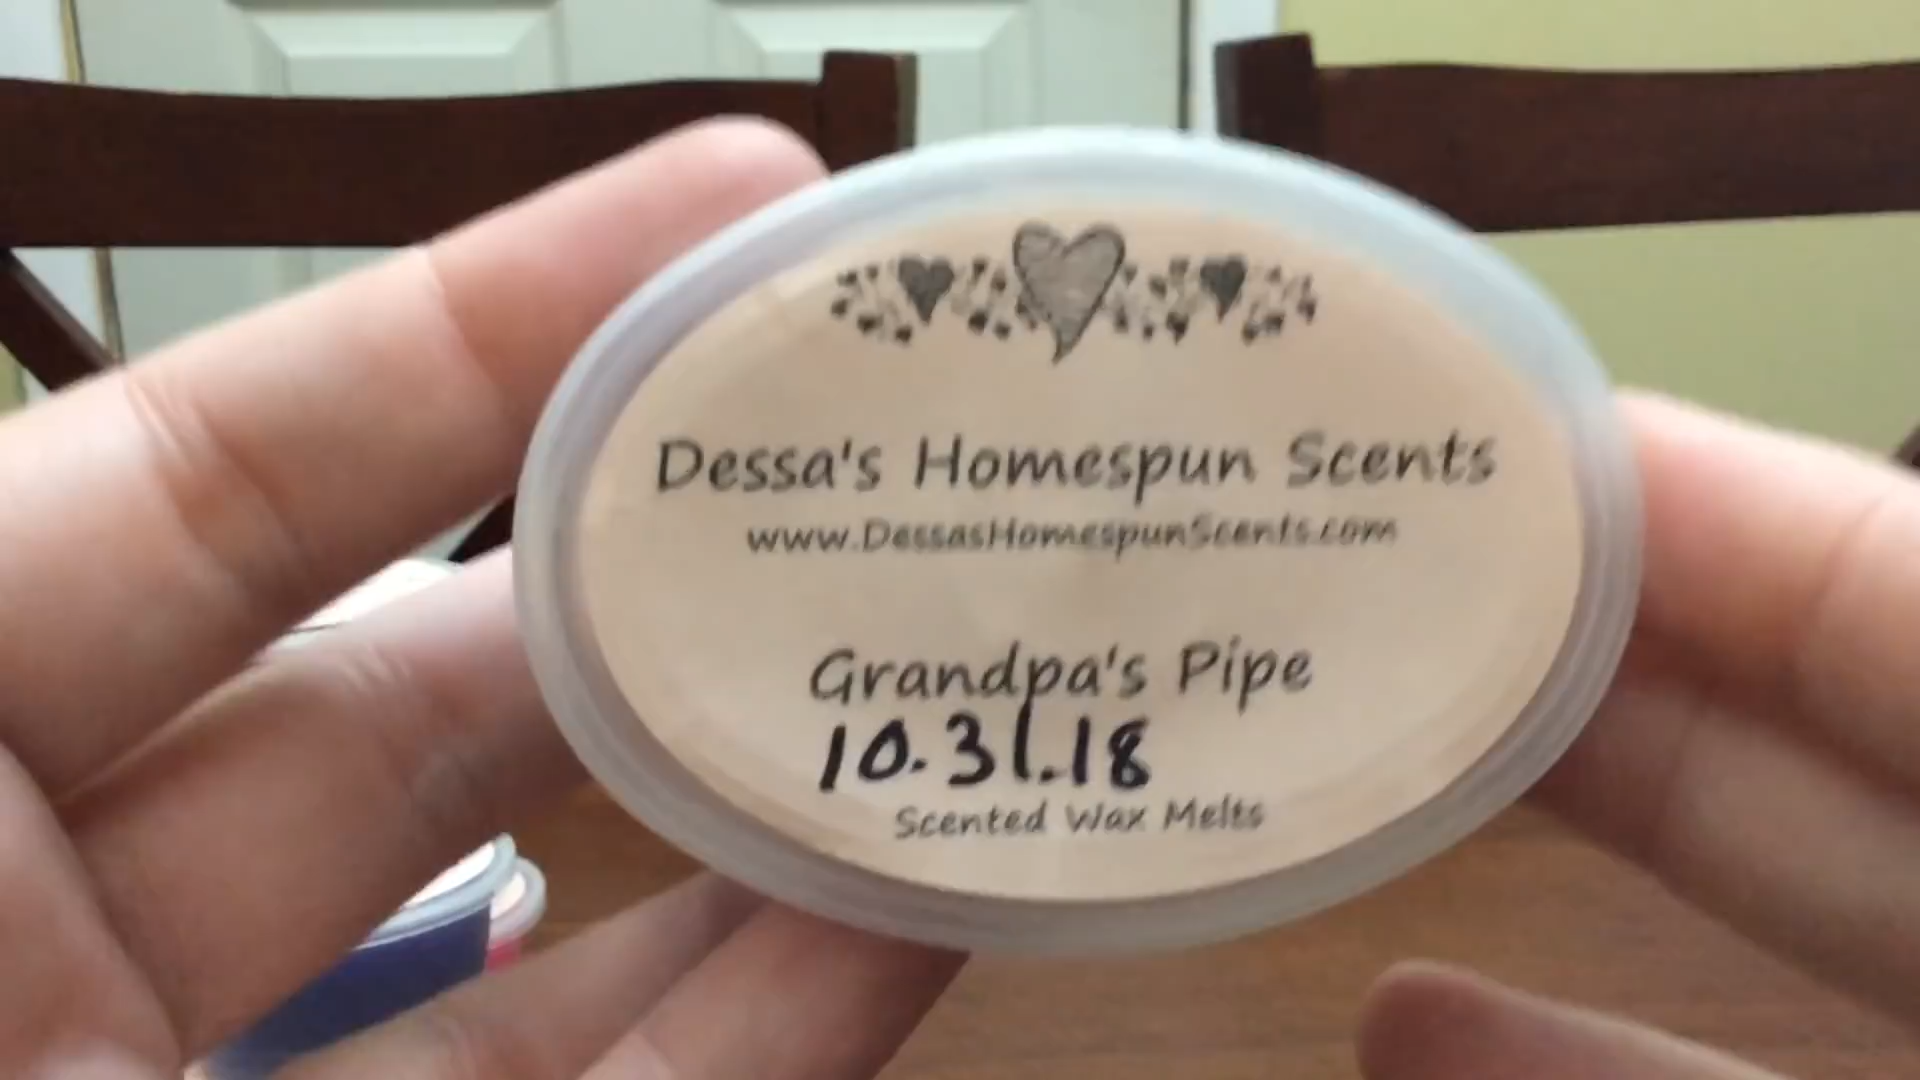 Dessa's Homespun Scents
www.DessasHomespunScents.com
Grandpa's Pipe
10.31.18
Scented Wax Melts